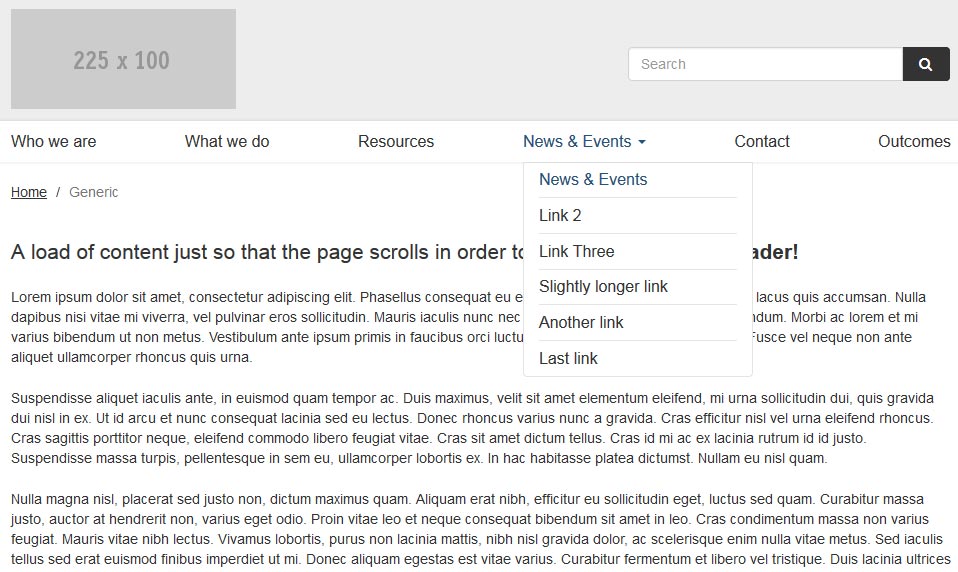 225 x 100
Search
Who we are What we do Resources News & Events Contact Outcomes
News & Events
Link 2
Link Three
Slightly longer link
Another link
Last link
Home / Generic
A load of content just so that the page scrolls in order to ader!
Lorem ipsum dolor sit amet, consectetur adipiscing elit. Phasellus consequat eu e lacus quis accumsan. Nulla
dapibus nisi vitae mi viverra, vel pulvinar eros sollicitudin. Mauris iaculis nunc nec ndum. Morbi ac lorem et mi
varius bibendum ut non metus. Vestibulum ante ipsum primis in faucibus orci luctu Fusce vel neque non ante
aliquet ullamcorper rhoncus quis urna.
Suspendisse aliquet iaculis ante, in euismod quam tempor ac. Duis maximus, velit sit amet elementum eleifend, mi urna sollicitudin dui, quis gravida
dui nisl in ex. Ut id arcu et nunc consequat lacinia sed eu lectus. Donec rhoncus varius nunc a gravida. Cras efficitur nisl vel urna eleifend rhoncus.
Cras sagittis porttitor neque, eleifend commodo libero feugiat vitae. Cras sit amet dictum tellus. Cras id mi ac ex lacinia rutrum id id justo.
Suspendisse massa turpis, pellentesque in sem eu, ullamcorper lobortis ex. In hac habitasse platea dictumst. Nullam eu nisl quam.
Nulla magna nisl, placerat sed justo non, dictum maximus quam. Aliquam erat nibh, efficitur eu sollicitudin eget, luctus sed quam. Curabitur massa
justo, auctor at hendrerit non, varius eget odio. Proin vitae leo et neque consequat bibendum sit amet in leo. Cras condimentum massa non varius
feugiat. Mauris vitae nibh lectus. Vivamus lobortis, purus non lacinia mattis, nibh nisl gravida dolor, ac scelerisque enim nulla vitae metus. Sed iaculis
tellus sed erat euismod finibus imperdiet ut mi. Donec aliquam egestas est vitae varius. Curabitur fermentum et libero vel tristique. Duis lacinia ultrices